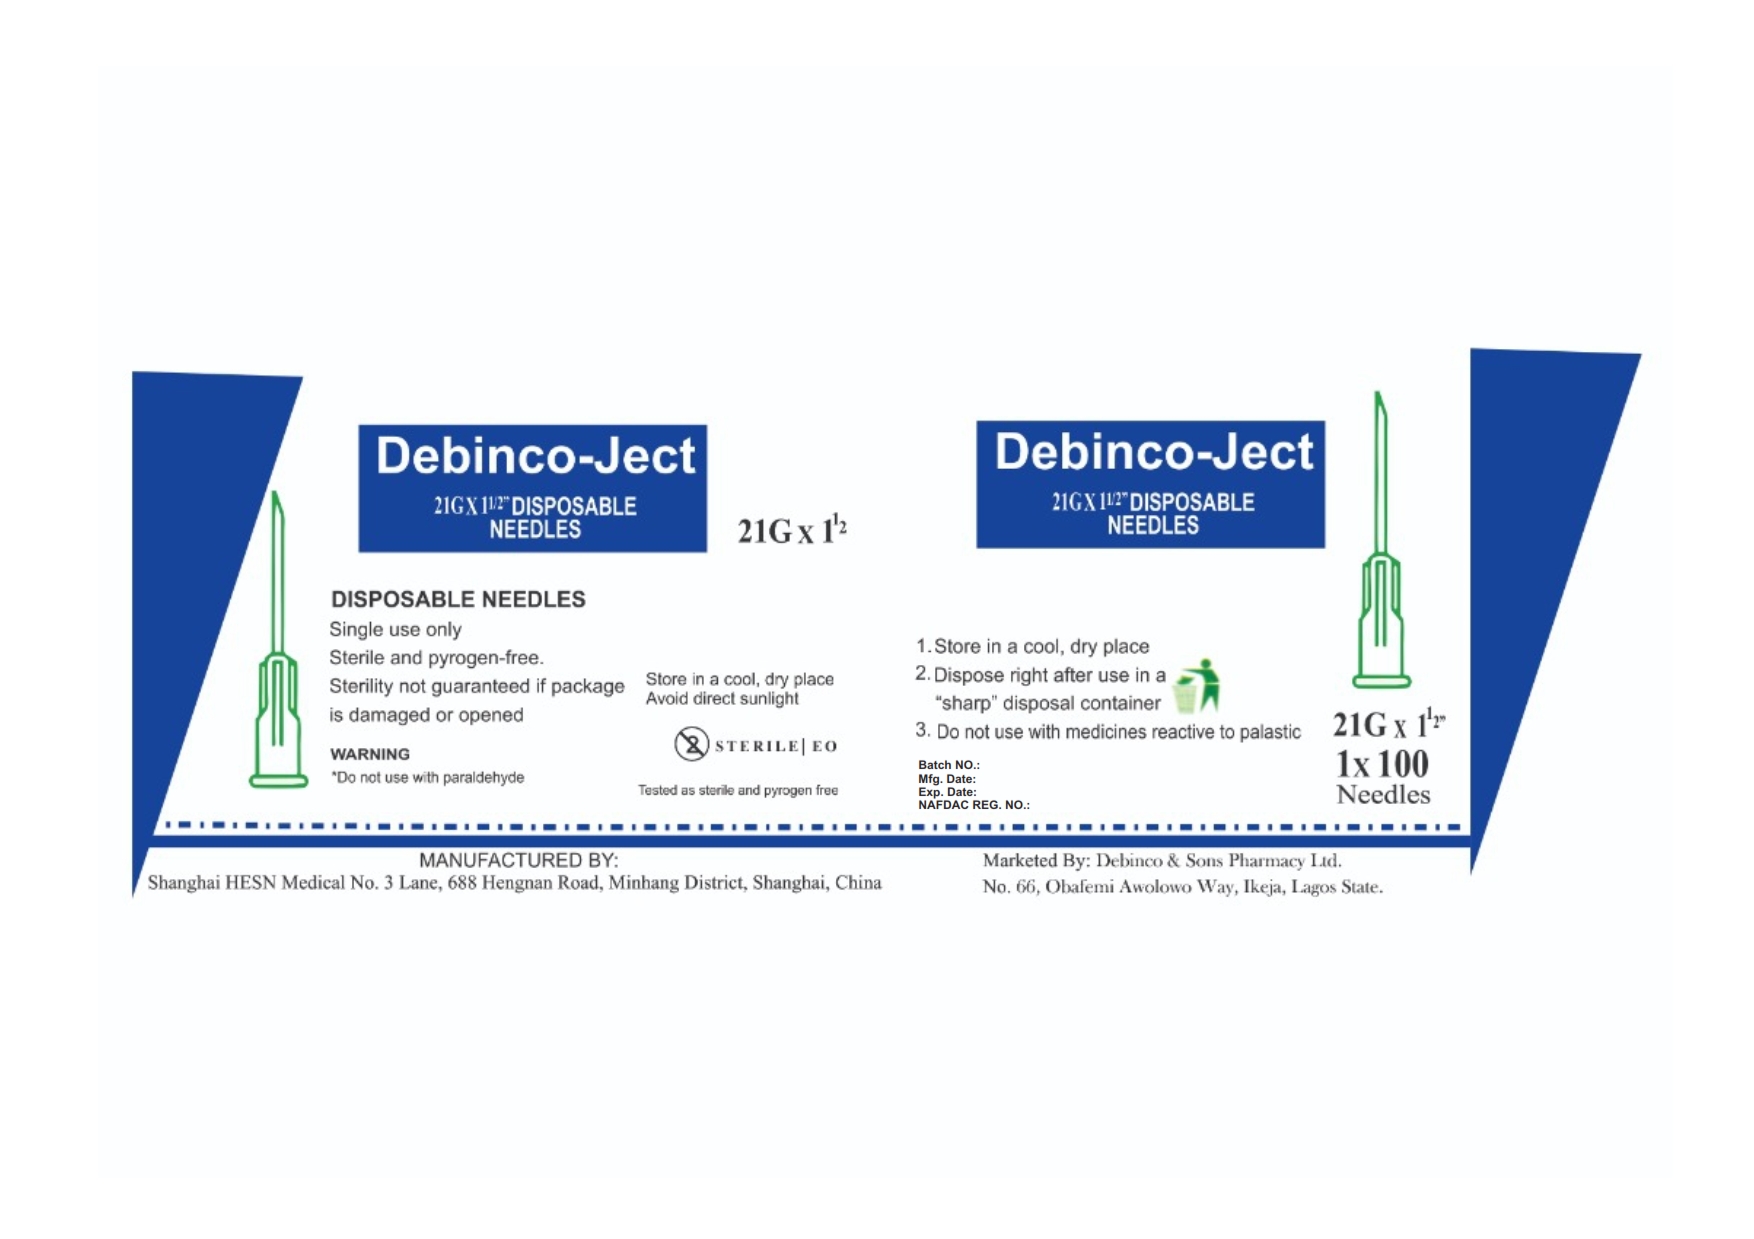 Debinco-Ject
21G X 1 1/2" DISPOSABLE
NEEDLES
21G x 1 1/2
DISPOSABLE NEEDLES
Single use only
Sterile and pyrogen-free.
Sterility not guaranteed if package
is damaged or opened
WARNING
*Do not use with paraldehyde
Store in a cool, dry place
Avoid direct sunlight
2 STERILE| EO
Tested as sterile and pyrogen free
MANUFACTURED BY:
Shanghai HESN Medical No. 3 Lane, 688 Hengnan Road, Minhang District, Shanghai, China
Debinco-Ject
21G X 1 1/2" DISPOSABLE
NEEDLES
1. Store in a cool, dry place
2. Dispose right after use in a
“sharp” disposal container
3. Do not use with medicines reactive to palastic
Batch NO.:
Mfg. Date:
Exp. Date:
NAFDAC REG. NO.:
21G x 1 1/2"
1x 100
Needles
Marketed By: Debinco & Sons Pharmacy Ltd.
No. 66, Obafemi Awolowo Way, Ikeja, Lagos State.